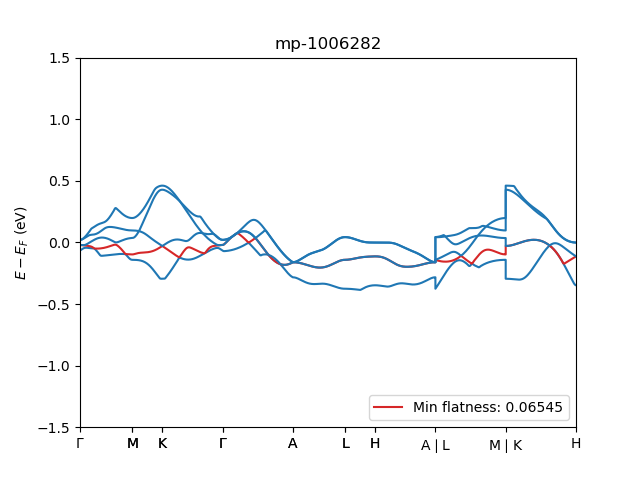 mp-1006282
1.5
1.0
0.5
0.0
−0.5
−1.0
−1.5
E − E_F (eV)
Min flatness: 0.06545
Γ M K Γ A L H A | L M | K H